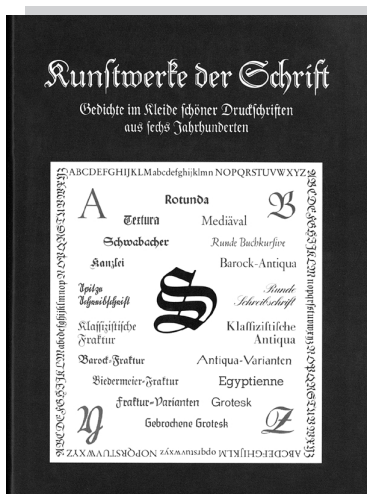 Kunſtwerke der Schrift
Gedichte im Kleide ſchöner Druckſchriften
aus ſechs Jahrhunderten
ABCDEFGHIJKLMabcdefghijklmn NOPQRSTUVWXYZ
A
Rotunda
B
Textura
Mediäval
Schwabacher
Runde Buchkurſive
Kanzlei
Barock-Antiqua
S
Spitze
Schreibſchrift
Runde
Schreibſchrift
Klaſſiziſtiſche
Fraktur
Klaſſiziſtiſche
Antiqua
Barock-Fraktur
Antiqua-Varianten
Biedermeier-Fraktur
Egyptienne
Fraktur-Varianten
Grotesk
Y
Gebrochene Grotesk
Z
ABCDEFGHIJKLM